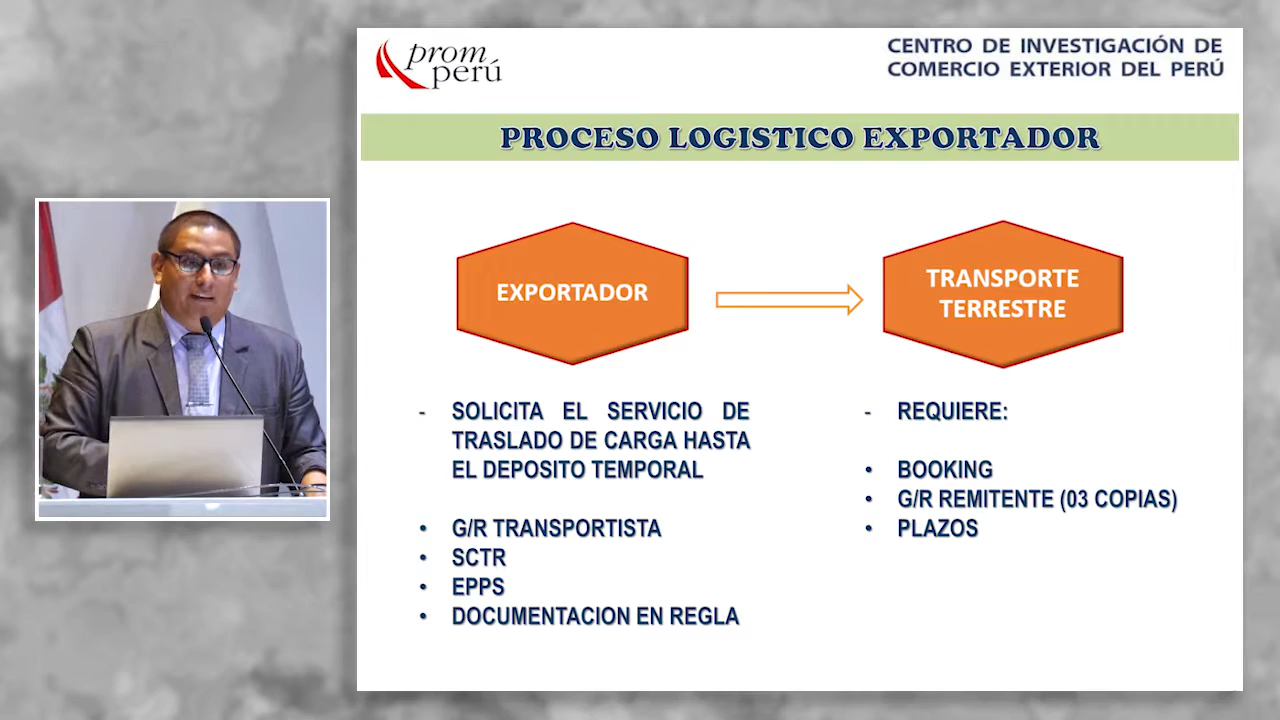 prom
perú
CENTRO DE INVESTIGACIÓN DE
COMERCIO EXTERIOR DEL PERÚ
PROCESO LOGISTICO EXPORTADOR
EXPORTADOR
TRANSPORTE
TERRESTRE
- SOLICITA EL SERVICIO DE
TRASLADO DE CARGA HASTA
EL DEPOSITO TEMPORAL
• G/R TRANSPORTISTA
• SCTR
• EPPS
• DOCUMENTACION EN REGLA
- REQUIERE:
• BOOKING
• G/R REMITENTE (03 COPIAS)
• PLAZOS